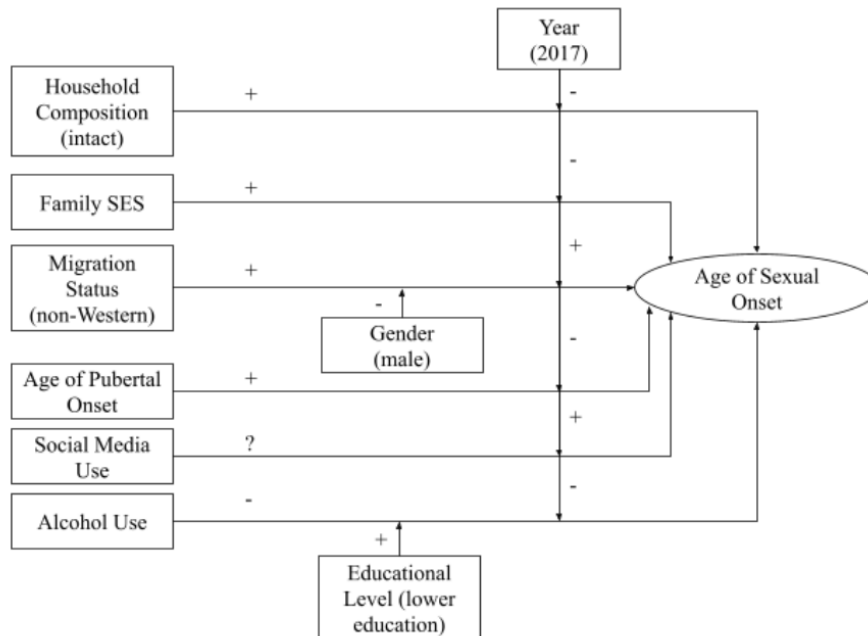 Year
(2017)
Household
Composition
(intact)
+
-
-
Family SES
+
+
Migration
Status
(non-Western)
+
-
Gender
(male)
Age of Sexual
Onset
-
Age of Pubertal
Onset
+
+
Social Media
Use
?
-
Alcohol Use
-
+
Educational
Level (lower
education)